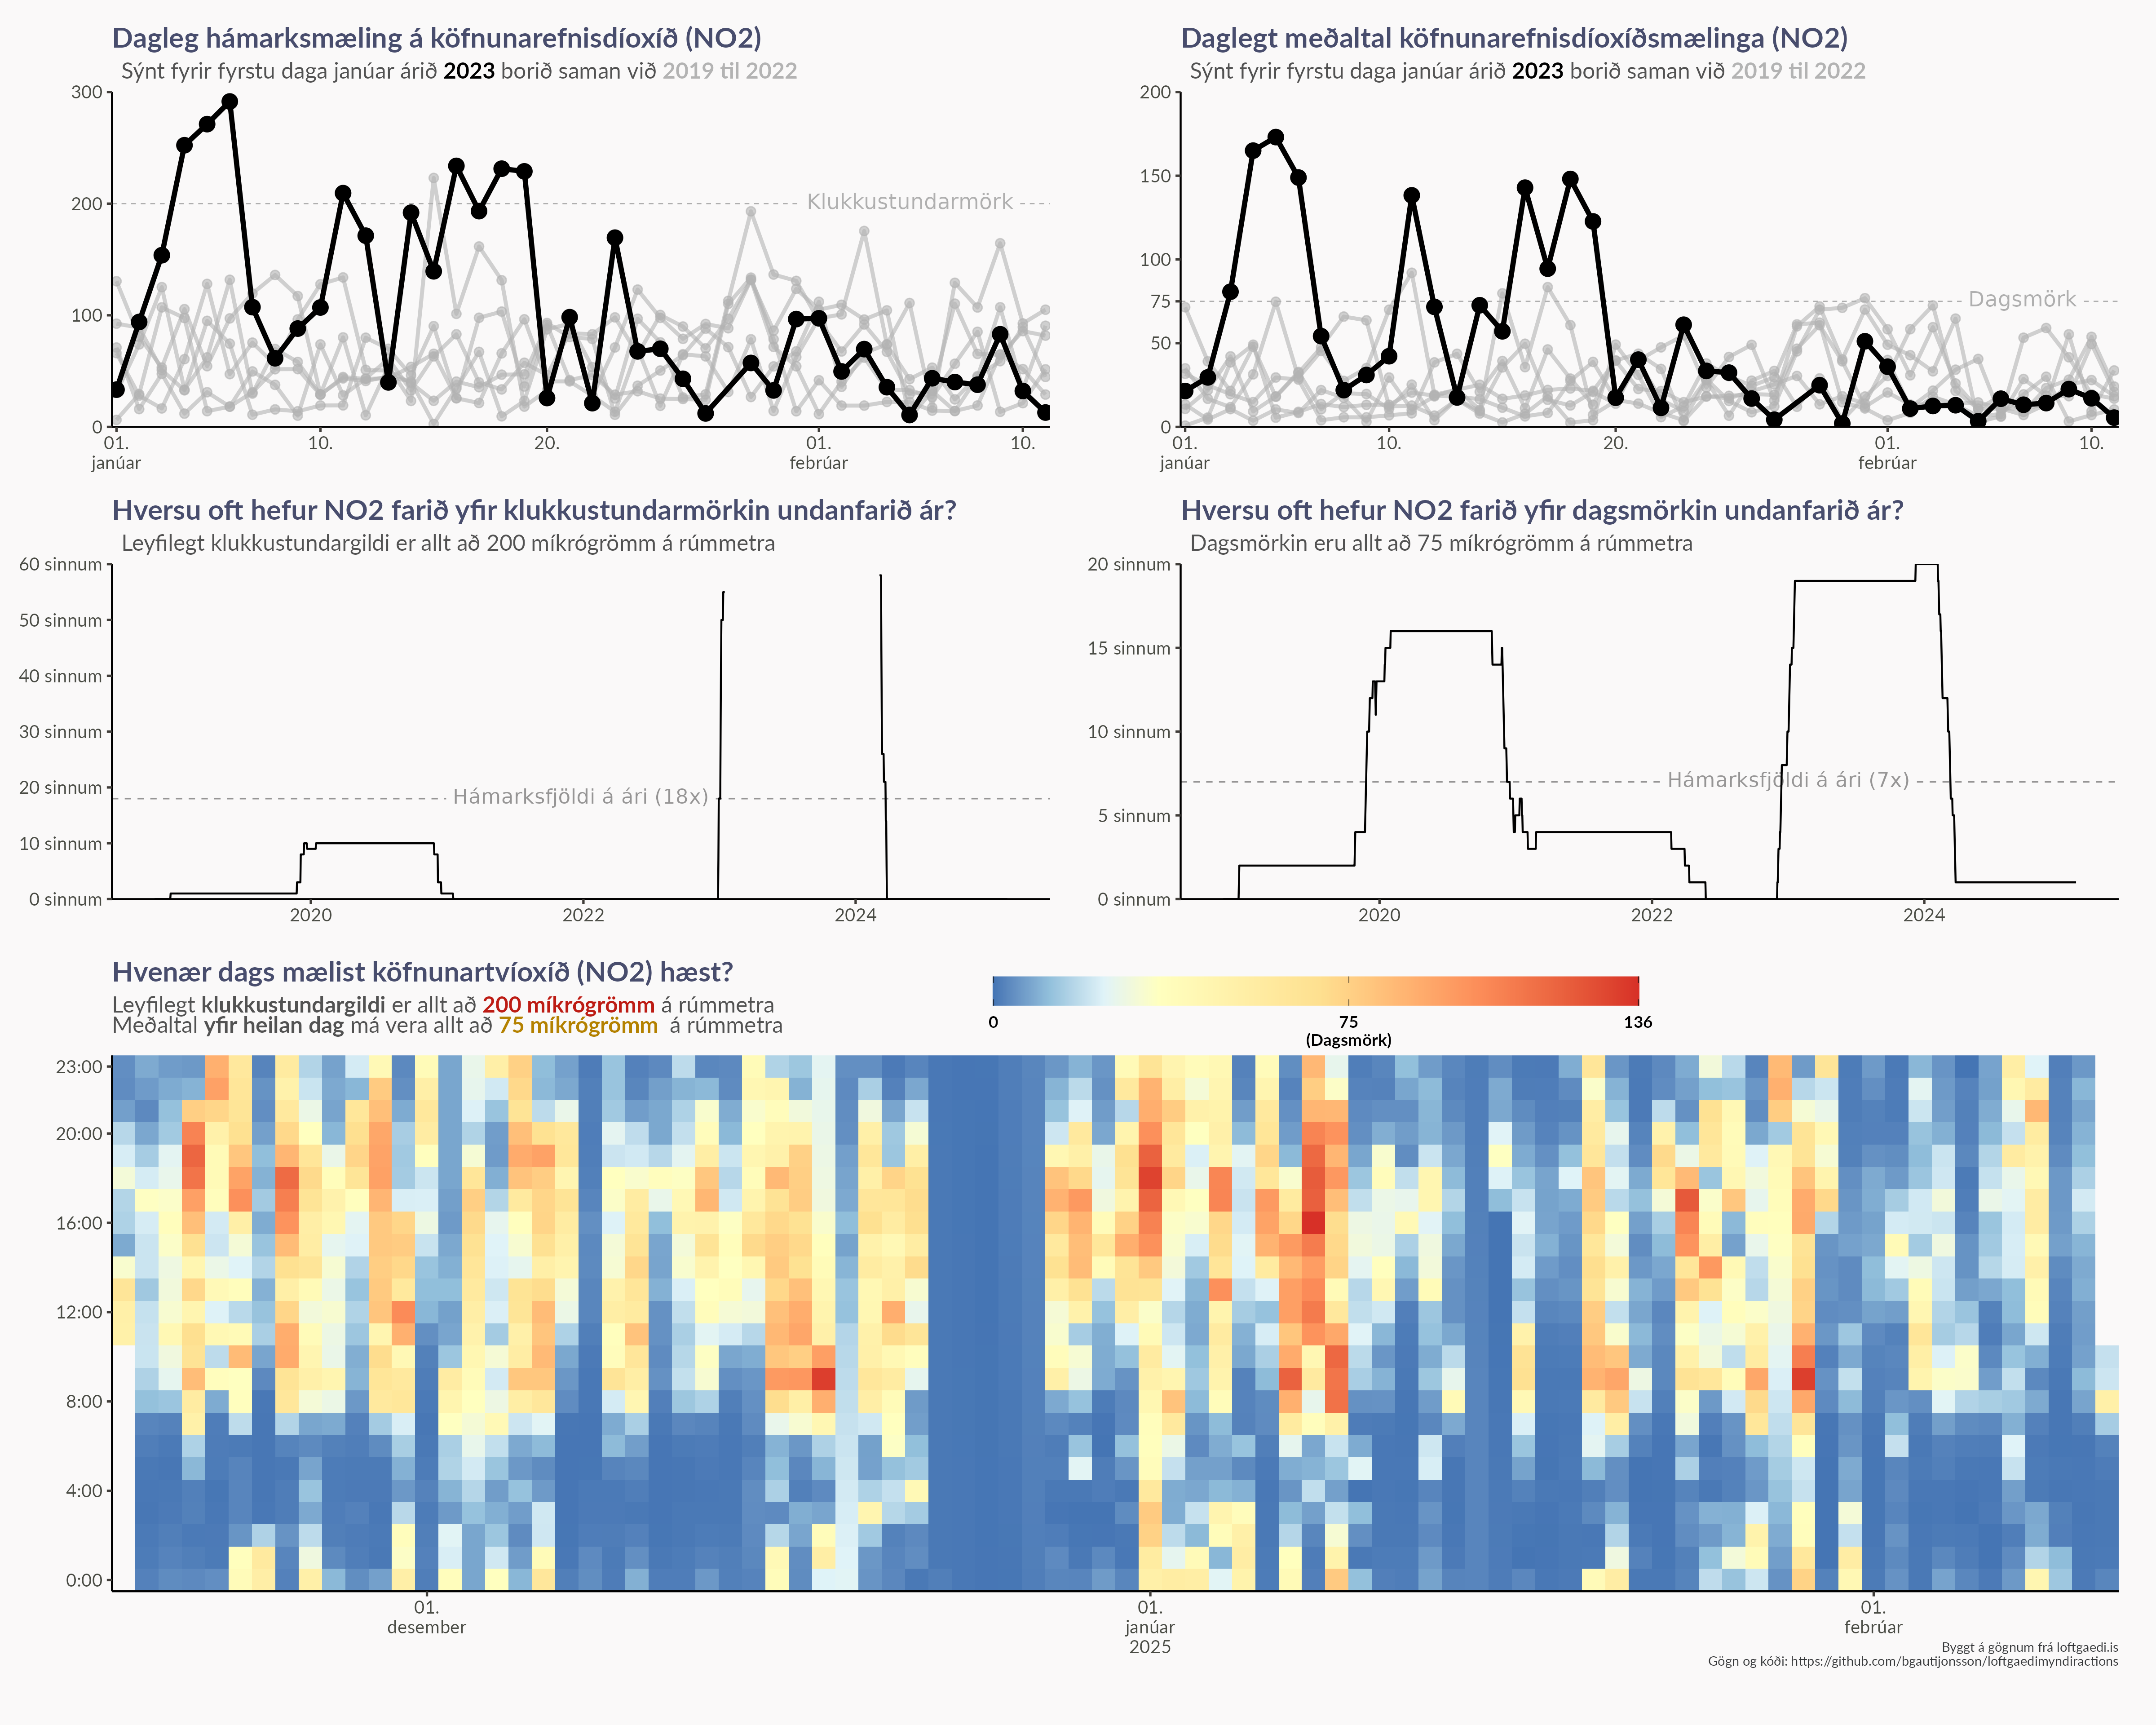 Dagleg hámarksmæling á köfnunarefnisdíoxíð (NO2)
Sýnt fyrir fyrstu daga janúar árið 2023 borið saman við 2019 til 2022
300
200
100
0
Klukkustundarmörk
01.
janúar
10.
20.
01.
febrúar
10.
Daglegt meðaltal köfnunarefnisdíoxíðsmælinga (NO2)
Sýnt fyrir fyrstu daga janúar árið 2023 borið saman við 2019 til 2022
200
150
100
75
50
0
Dagsmörk
01.
janúar
10.
20.
01.
febrúar
10.
Hversu oft hefur NO2 farið yfir klukkustundarmörkin undanfarið ár?
Leyfilegt klukkustundargildi er allt að 200 míkrógrömm á rúmmetra
60 sinnum
50 sinnum
40 sinnum
30 sinnum
20 sinnum
10 sinnum
0 sinnum
Hámarksfjöldi á ári (18x)
2020
2022
2024
Hversu oft hefur NO2 farið yfir dagsmörkin undanfarið ár?
Dagsmörkin eru allt að 75 míkrógrömm á rúmmetra
20 sinnum
15 sinnum
10 sinnum
5 sinnum
0 sinnum
Hámarksfjöldi á ári (7x)
2020
2022
2024
Hvenær dags mælist köfnunartvíoxíð (NO2) hæst?
Leyfilegt klukkustundargildi er allt að 200 míkrógrömm á rúmmetra
Meðaltal yfir heilan dag má vera allt að 75 míkrógrömm á rúmmetra
0
75
(Dagsmörk)
136
23:00
20:00
16:00
12:00
8:00
4:00
0:00
01.
desember
01.
janúar
2025
01.
febrúar
Byggt á gögnum frá loftgaedi.is
Gögn og kóði: https://github.com/bgautijonsson/loftgaedimyndiractions